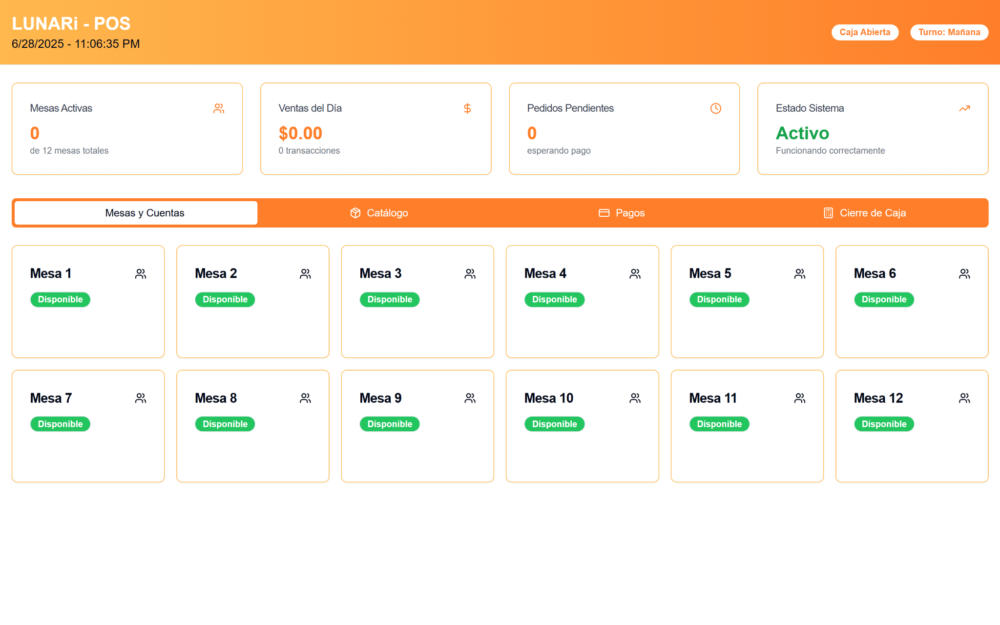 LUNARi - POS
6/28/2025 - 11:06:35 PM
Caja Abierta
Turno: Mañana
Mesas Activas
0
de 12 mesas totales
Ventas del Día
$0.00
0 transacciones
Pedidos Pendientes
0
esperando pago
Estado Sistema
Activo
Funcionando correctamente
Mesas y Cuentas
Catálogo
Pagos
Cierre de Caja
Mesa 1
Disponible
Mesa 2
Disponible
Mesa 3
Disponible
Mesa 4
Disponible
Mesa 5
Disponible
Mesa 6
Disponible
Mesa 7
Disponible
Mesa 8
Disponible
Mesa 9
Disponible
Mesa 10
Disponible
Mesa 11
Disponible
Mesa 12
Disponible